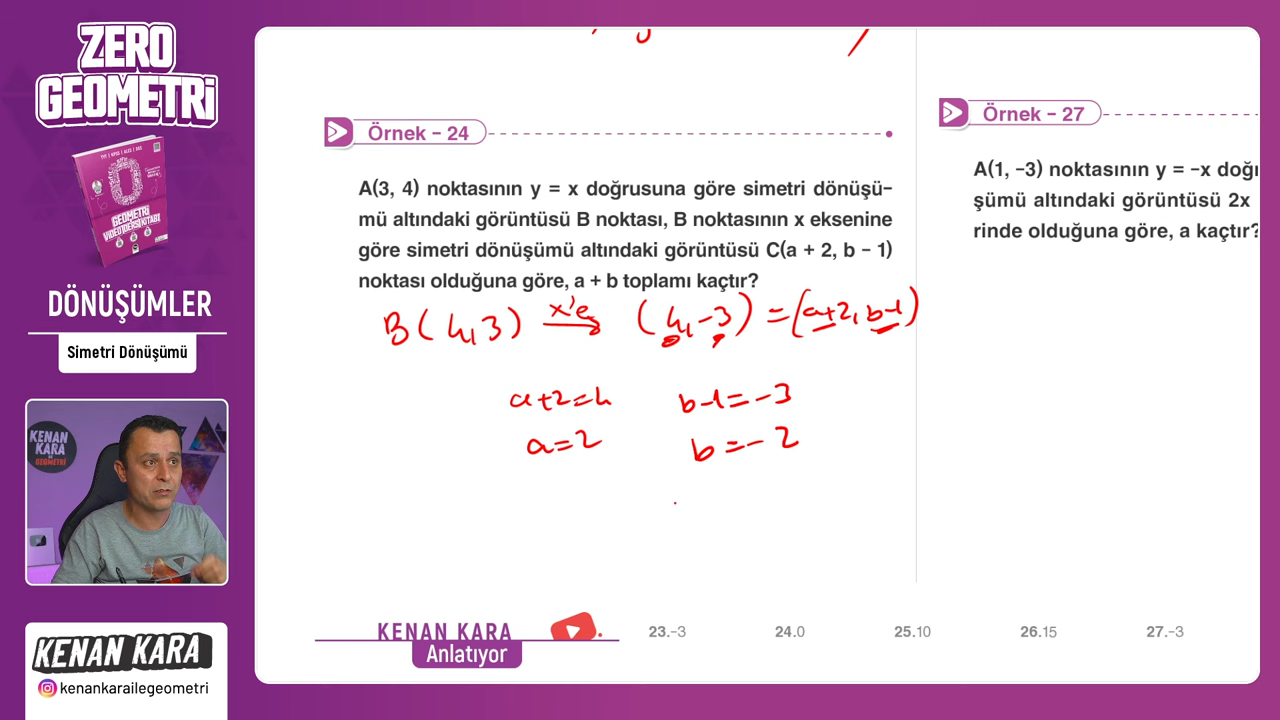 ZERO
GEOMETRİ
GEOMETRİ
VIDEO DERS KİTABI
DÖNÜŞÜMLER
Simetri Dönüşümü
KENAN
KARA
GEOMETRİ
KENAN KARA
kenankarailegeometri
Örnek - 24
A(3, 4) noktasının y = x doğrusuna göre simetri dönüşü-
mü altındaki görüntüsü B noktası, B noktasının x eksenine
göre simetri dönüşümü altındaki görüntüsü C(a + 2, b - 1)
noktası olduğuna göre, a + b toplamı kaçtır?
B(4,3) x'e (4,-3) = (a+2, b-1)
a+2=4 b-1=-3
a=2 b=-2
Örnek - 27
A(1, -3) noktasının y = -x doğr
şümü altındaki görüntüsü 2x
rinde olduğuna göre, a kaçtır?
KENAN KARA
Anlatıyor
23.-3 24.0 25.10 26.15 27.-3